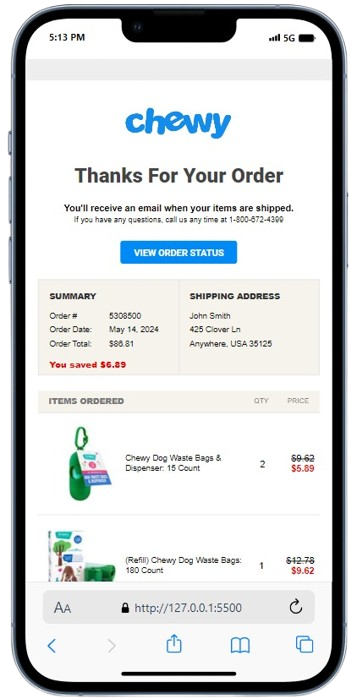 5:13 PM
5G
chewy
Thanks For Your Order
You'll receive an email when your items are shipped.
If you have any questions, call us any time at 1-800-672-4399
VIEW ORDER STATUS
SUMMARY
Order # 5308500
Order Date: May 14, 2024
Order Total: $86.81
You saved $6.89
SHIPPING ADDRESS
John Smith
425 Clover Ln
Anywhere, USA 35125
ITEMS ORDERED QTY PRICE
Chewy Dog Waste Bags &
Dispenser: 15 Count
2
$9.62
$5.89
(Refill) Chewy Dog Waste Bags:
180 Count
1
$12.78
$9.62
AA
http://127.0.0.1:5500